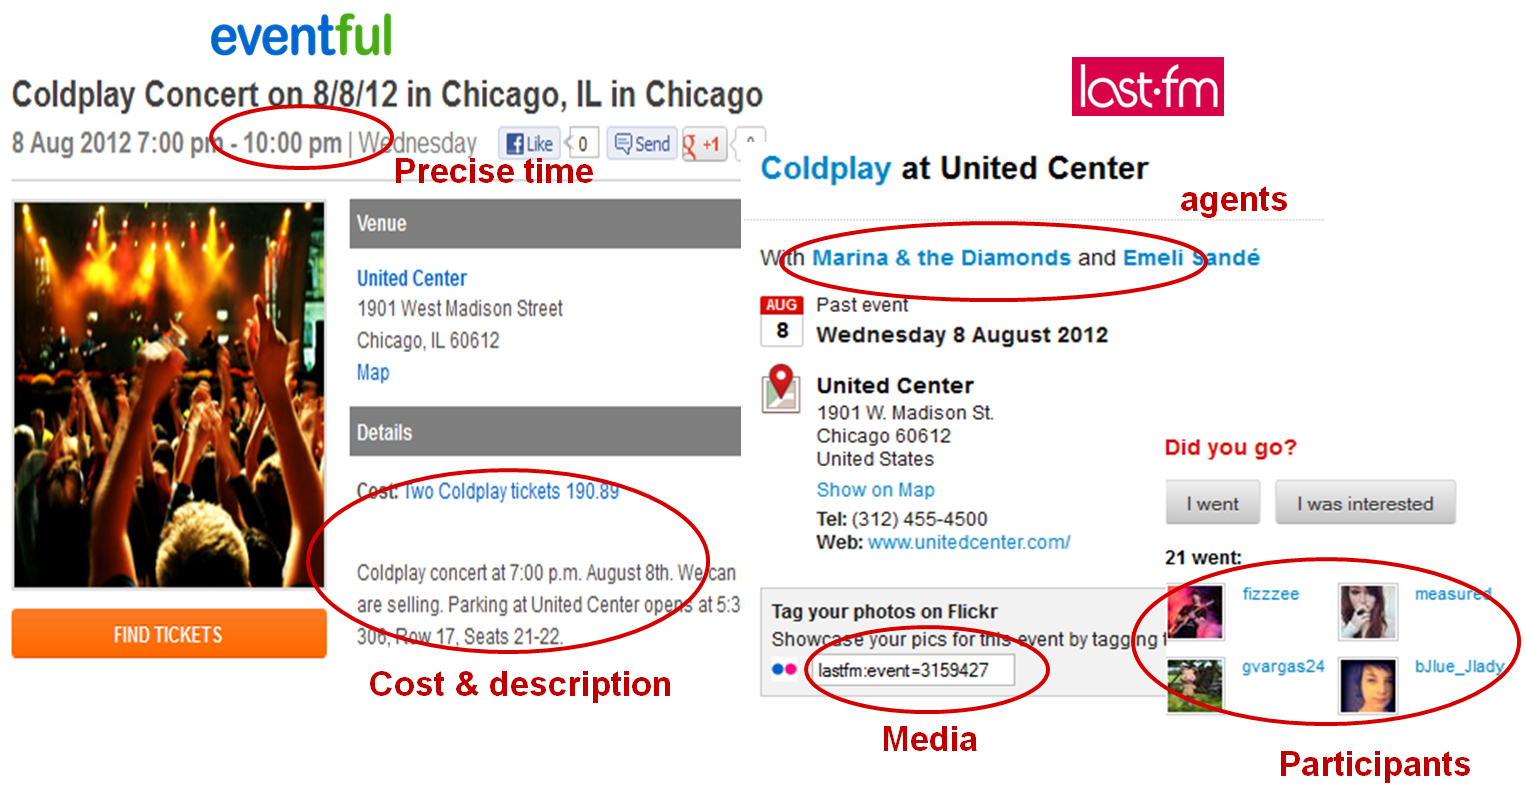 eventful
Coldplay Concert on 8/8/12 in Chicago, IL in Chicago
8 Aug 2012 7:00 pm - 10:00 pm | Wednesday
Like
0
Send
g +1
Precise time
Venue
United Center
1901 West Madison Street
Chicago, IL 60612
Map
Details
Cost: Two Coldplay tickets 190.89
Coldplay concert at 7:00 p.m. August 8th. We can
are selling. Parking at United Center opens at 5:3
306, Row 17, Seats 21-22.
FIND TICKETS
Cost & description
last.fm
Coldplay at United Center
agents
With Marina & the Diamonds and Emeli Sandé
AUG
8
Past event
Wednesday 8 August 2012
United Center
1901 W. Madison St.
Chicago 60612
United States
Show on Map
Tel: (312) 455-4500
Web: www.unitedcenter.com/
Tag your photos on Flickr
Showcase your pics for this event by tagging
lastfm:event=3159427
Media
Did you go?
I went
I was interested
21 went:
fizzzee
measured
gvargas24
bJlue_Jlady
Participants